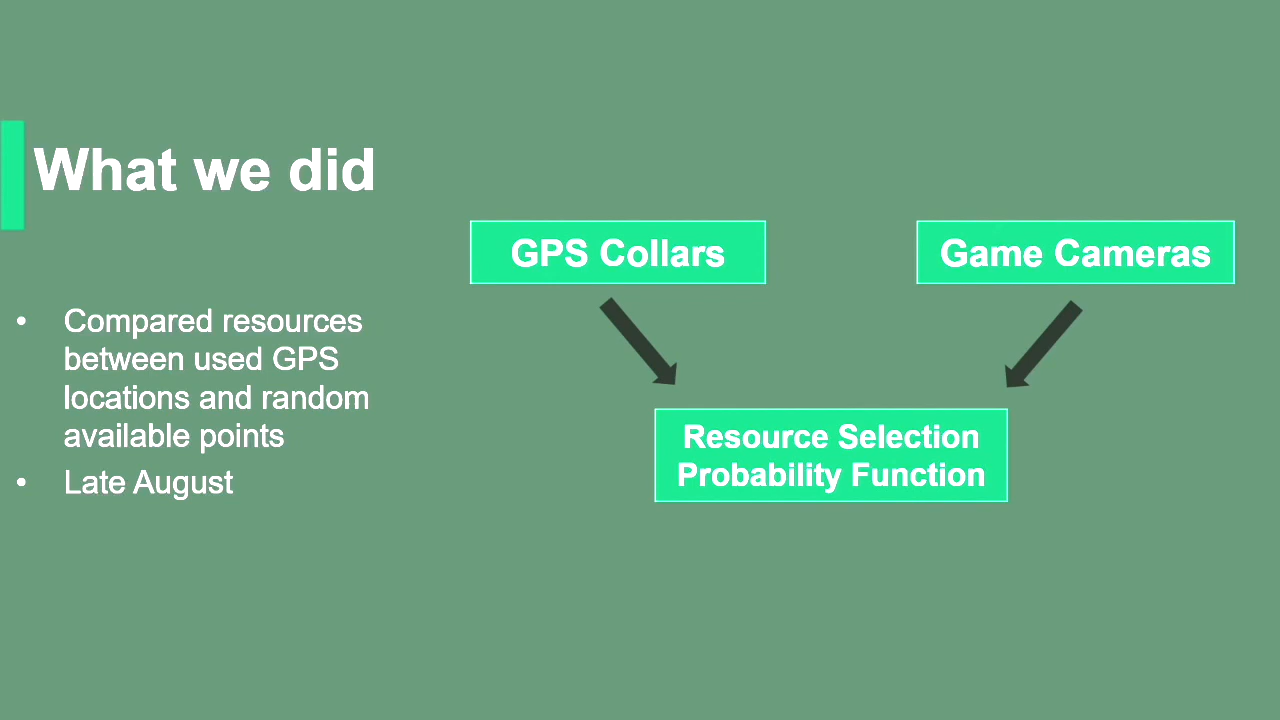 What we did
• Compared resources
between used GPS
locations and random
available points
• Late August
GPS Collars
Game Cameras
Resource Selection
Probability Function